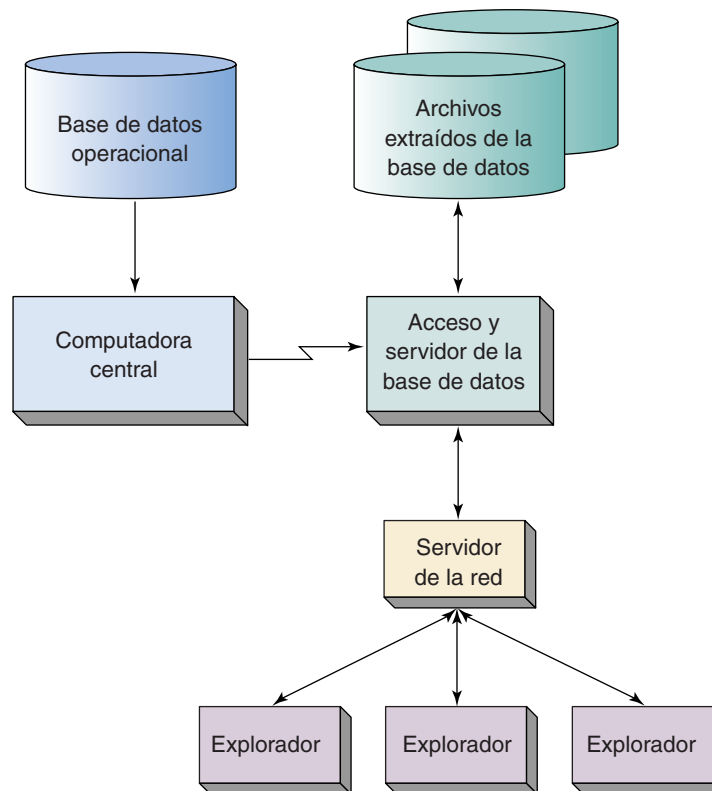 Base de datos
operacional
Archivos
extraídos de la
base de datos
Computadora
central
Acceso y
servidor de la
base de datos
Servidor
de la red
Explorador
Explorador
Explorador